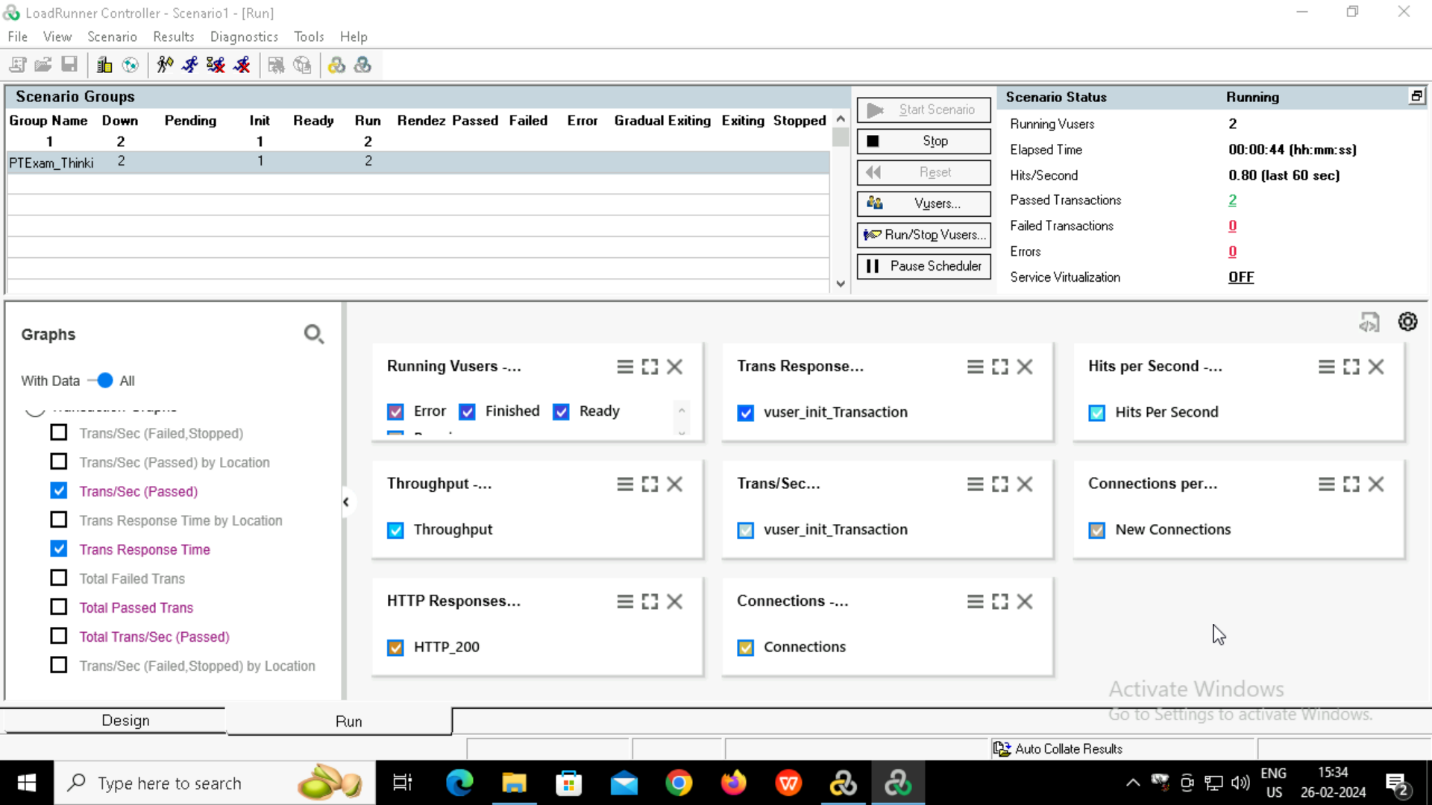 LoadRunner Controller - Scenario1 - [Run]
File View Scenario Results Diagnostics Tools Help
Scenario Groups
Group Name Down Pending Init Ready Run Rendez Passed Failed Error Gradual Exiting Exiting Stopped
1 2 1 2
PTExam_Thinki 2 1 2
Start Scenario
Stop
Reset
Vusers...
Run/Stop Vusers...
Pause Scheduler
Scenario Status Running
Running Vusers 2
Elapsed Time 00:00:44 (hh:mm:ss)
Hits/Second 0.80 (last 60 sec)
Passed Transactions 2
Failed Transactions 0
Errors 0
Service Virtualization OFF
Graphs
With Data All
Transaction Graphs
Trans/Sec (Failed,Stopped)
Trans/Sec (Passed) by Location
Trans/Sec (Passed)
Trans Response Time by Location
Trans Response Time
Total Failed Trans
Total Passed Trans
Total Trans/Sec (Passed)
Trans/Sec (Failed,Stopped) by Location
Running Vusers -...
Error Finished Ready
Trans Response...
vuser_init_Transaction
Hits per Second -...
Hits Per Second
Throughput -...
Throughput
Trans/Sec...
vuser_init_Transaction
Connections per...
New Connections
HTTP Responses...
HTTP_200
Connections -...
Connections
Activate Windows
Go to Settings to activate Windows.
Design Run
Auto Collate Results
Type here to search
ENG
US
15:34
26-02-2024
2